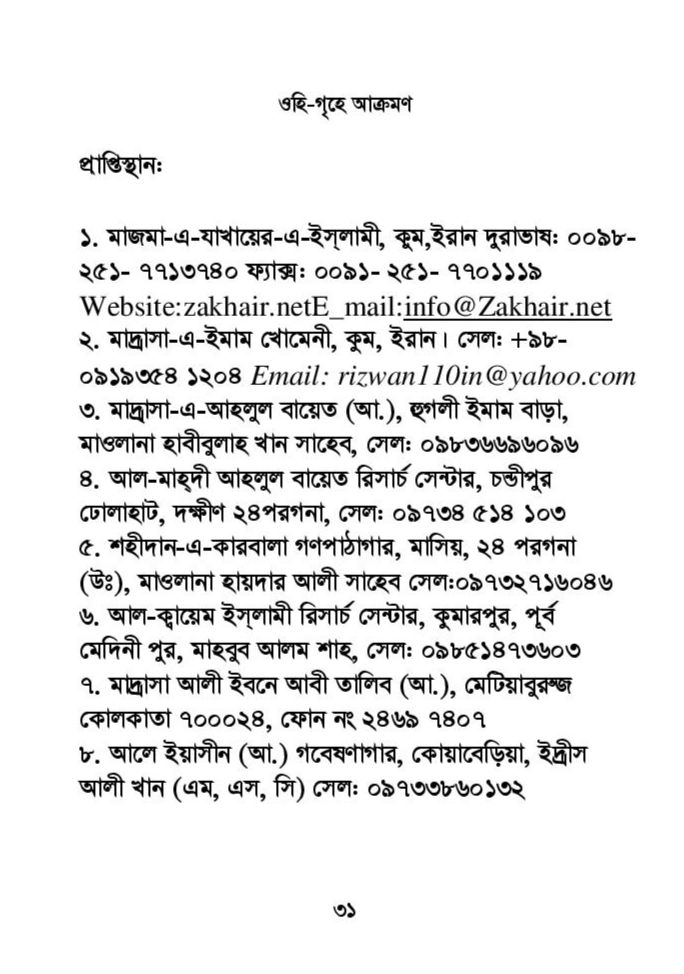 ওহি-গৃহে আক্রমণ
প্রাপ্তিস্থানঃ
১. মাজমা-এ-যাখায়ের-এ-ইস্‌লামী, কুম,ইরান দুরাভাষঃ ০০৯৮-
২৫১- ৭৭১৩৭৪০ ফ্যাক্সঃ ০০৯১- ২৫১- ৭৭০১১১৯
Website:zakhair.netE_mail:info@Zakhair.net
২. মাদ্রাসা-এ-ইমাম খোমেনী, কুম, ইরান। সেলঃ +৯৮-
০৯১৯৩৫৪ ১২০৪ Email: rizwan110in@yahoo.com
৩. মাদ্রাসা-এ-আহলুল বায়েত (আ.), হুগলী ইমাম বাড়া,
মাওলানা হাবীবুলাহ খান সাহেব, সেলঃ ০৯৮৩৬৬৯৬০৯৬
৪. আল-মাহ্‌দী আহলুল বায়েত রিসার্চ সেন্টার, চন্ডীপুর
ঢোলাহাট, দক্ষীণ ২৪পরগনা, সেলঃ ০৯৭৩৪ ৫১৪ ১০৩
৫. শহীদান-এ-কারবালা গণপাঠাগার, মাসিয়, ২৪ পরগনা
(উঃ), মাওলানা হায়দার আলী সাহেব সেল:০৯৭৩২৭১৬০৪৬
৬. আল-ক্বায়েম ইস্‌লামী রিসার্চ সেন্টার, কুমারপুর, পূর্ব
মেদিনী পুর, মাহবুব আলম শাহ, সেলঃ ০৯৮৫১৪৭৩৬০৩
৭. মাদ্রাসা আলী ইবনে আবী তালিব (আ.), মেটিয়াবুরুজ
কোলকাতা ৭০০০২৪, ফোন নং ২৪৬৯ ৭৪০৭
৮. আলে ইয়াসীন (আ.) গবেষণাগার, কোয়াবেড়িয়া, ইদ্রীস
আলী খান (এম, এস, সি) সেলঃ ০৯৭৩৩৮৬০১৩২
৩১